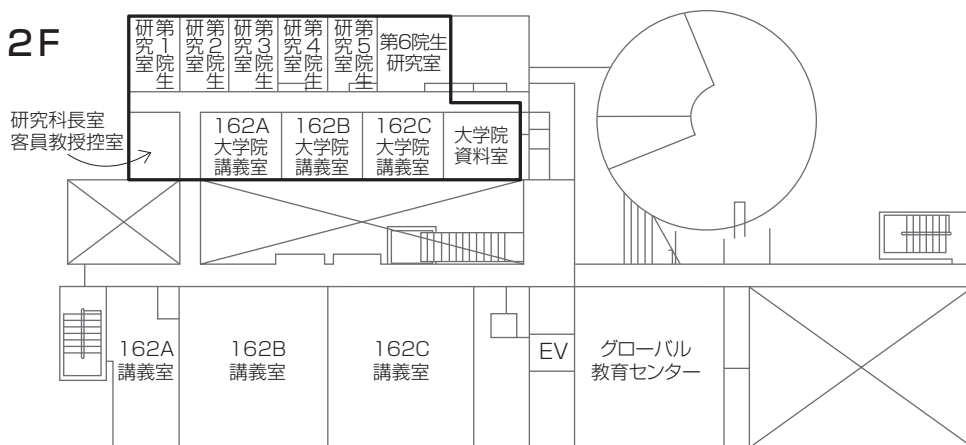 2F
第1院生
研究室
第2院生
研究室
第3院生
研究室
第4院生
研究室
第5院生
研究室
第6院生
研究室
研究科長室
客員教授控室
162A
大学院
講義室
162B
大学院
講義室
162C
大学院
講義室
大学院
資料室
162A
講義室
162B
講義室
162C
講義室
EV
グローバル
教育センター